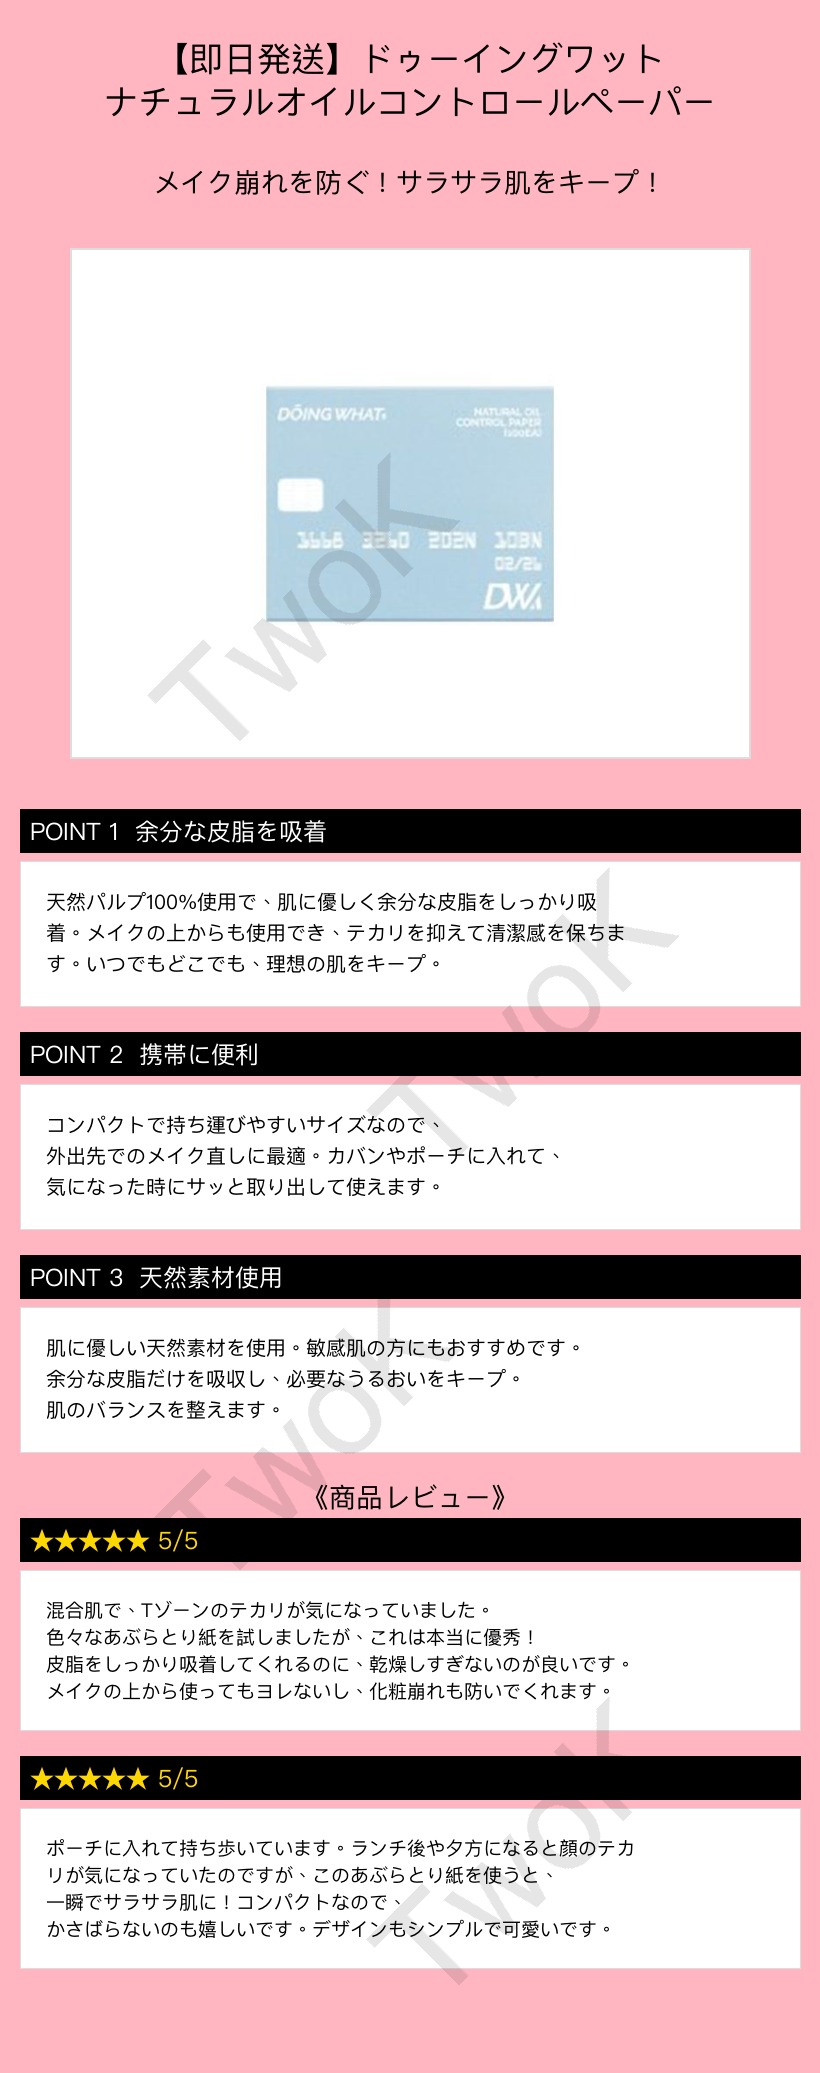 【即日発送】ドゥーイングワット
ナチュラルオイルコントロールペーパー
メイク崩れを防ぐ！サラサラ肌をキープ！
DŌING WHAT
NATURAL OIL
CONTROL PAPER
(100EA)
3668 3260 202N 10BN
02/26
DWA
TwoK
POINT 1 余分な皮脂を吸着
天然パルプ100%使用で、肌に優しく余分な皮脂をしっかり吸
着。メイクの上からも使用でき、テカリを抑えて清潔感を保ちま
す。いつでもどこでも、理想の肌をキープ。
TwoK
POINT 2 携帯に便利
コンパクトで持ち運びやすいサイズなので、
外出先でのメイク直しに最適。カバンやポーチに入れて、
気になった時にサッと取り出して使えます。
POINT 3 天然素材使用
肌に優しい天然素材を使用。敏感肌の方にもおすすめです。
余分な皮脂だけを吸収し、必要なうるおいをキープ。
肌のバランスを整えます。
TwoK
《商品レビュー》
★★★★★ 5/5
混合肌で、Tゾーンのテカリが気になっていました。
色々なあぶらとり紙を試しましたが、これは本当に優秀！
皮脂をしっかり吸着してくれるのに、乾燥しすぎないのが良いです。
メイクの上から使ってもヨレないし、化粧崩れも防いでくれます。
★★★★★ 5/5
ポーチに入れて持ち歩いています。ランチ後や夕方になると顔のテカ
リが気になっていたのですが、このあぶらとり紙を使うと、
一瞬でサラサラ肌に！コンパクトなので、
かさばらないのも嬉しいです。デザインもシンプルで可愛いです。
TwoK